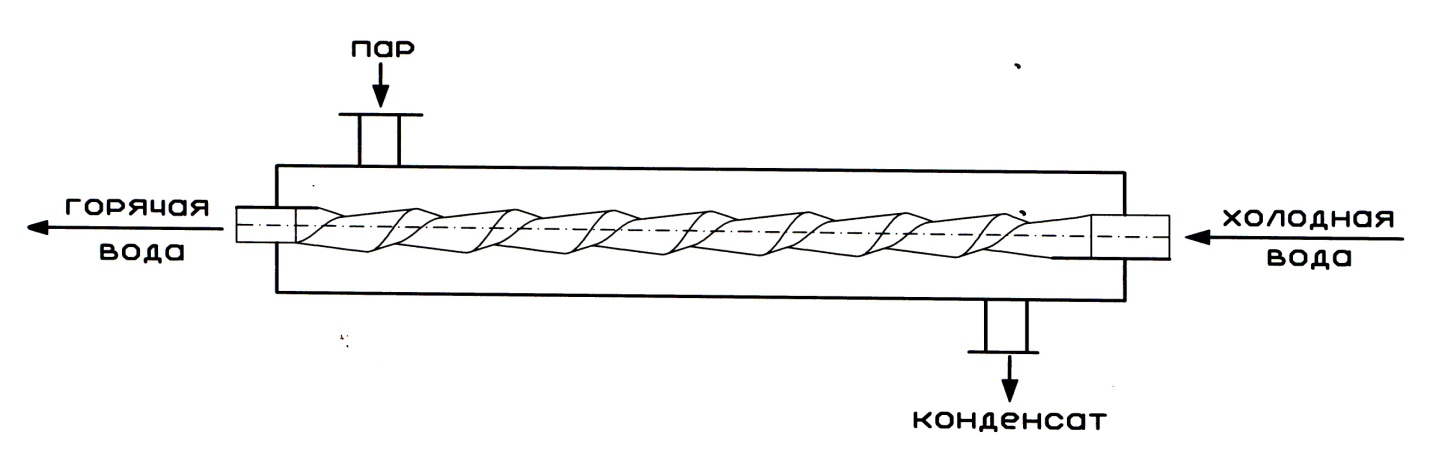 пар
горячая
вода
холодная
вода
конденсат